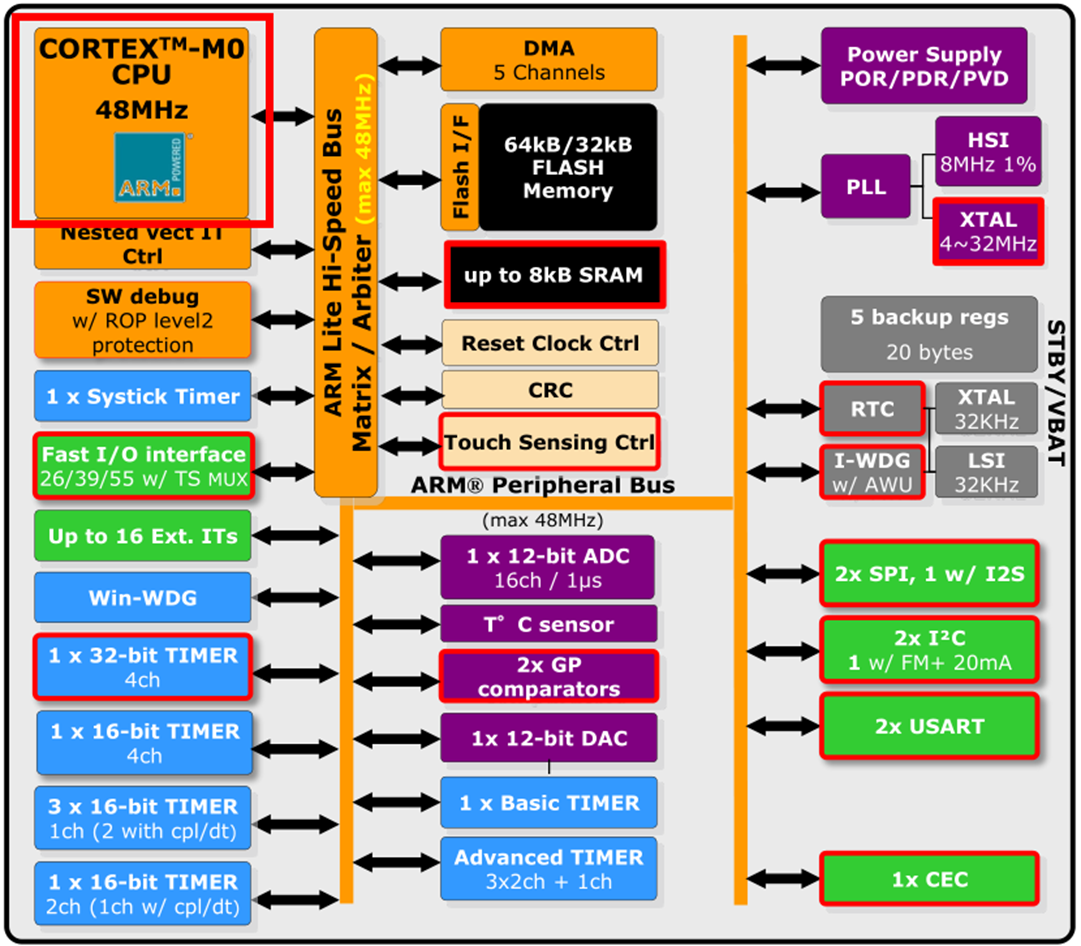 CORTEX™-M0
CPU
48MHz
ARM® POWERED
Nested Vect IT
Ctrl
SW debug
w/ ROP level2
protection
1 x Systick Timer
Fast I/O interface
26/39/55 w/ TS MUX
Up to 16 Ext. ITs
Win-WDG
1 x 32-bit TIMER
4ch
1 x 16-bit TIMER
4ch
3 x 16-bit TIMER
1ch (2 with cpl/dt)
1 x 16-bit TIMER
2ch (1ch w/ cpl/dt)
ARM Lite Hi-Speed Bus
Matrix / Arbiter (max 48MHz)
DMA
5 Channels
Flash I/F
64kB/32kB
FLASH
Memory
up to 8kB SRAM
Reset Clock Ctrl
CRC
Touch Sensing Ctrl
ARM® Peripheral Bus
(max 48MHz)
1 x 12-bit ADC
16ch / 1µs
T° C sensor
2x GP
comparators
1x 12-bit DAC
1 x Basic TIMER
Advanced TIMER
3x2ch + 1ch
Power Supply
POR/PDR/PVD
PLL
HSI
8MHz 1%
XTAL
4~32MHz
5 backup regs
20 bytes
RTC
XTAL
32KHz
I-WDG
w/ AWU
LSI
32KHz
STBY/VBAT
2x SPI, 1 w/ I2S
2x I²C
1 w/ FM+ 20mA
2x USART
1x CEC